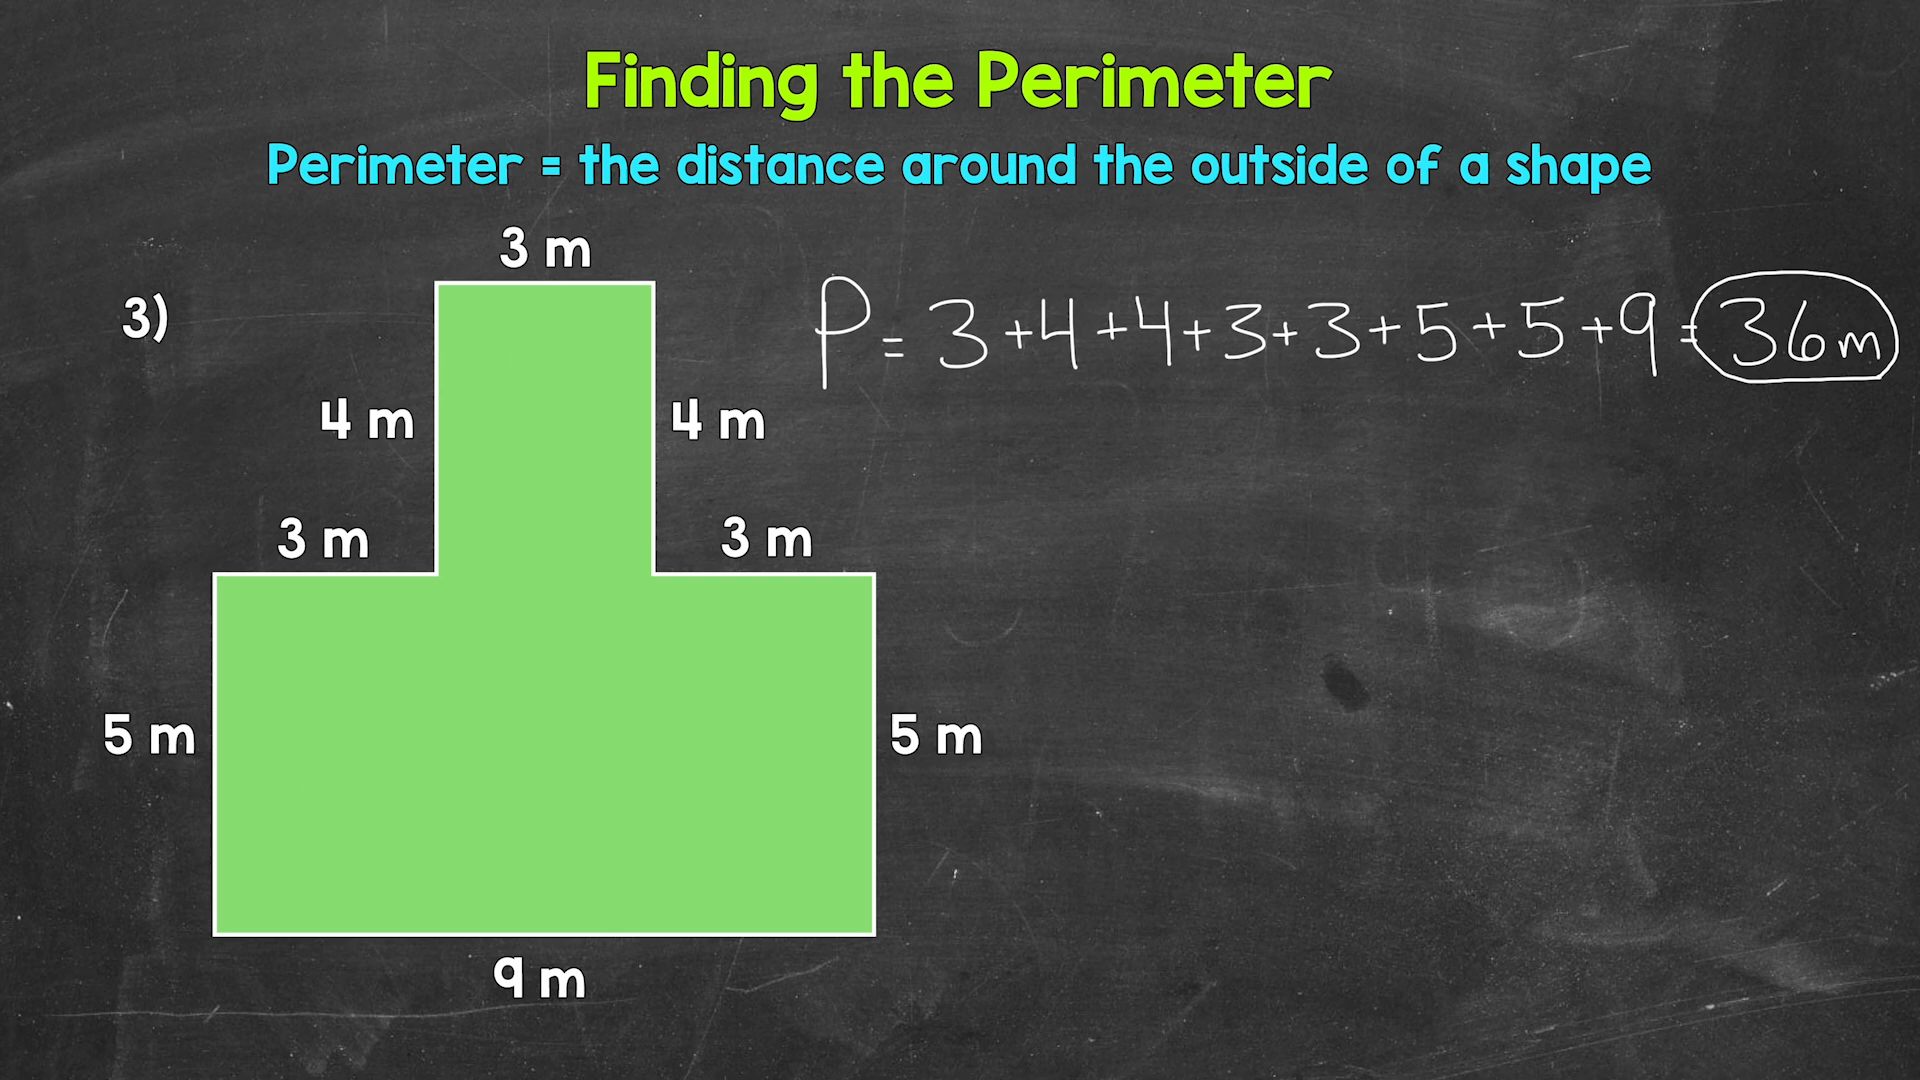 Finding the Perimeter
Perimeter = the distance around the outside of a shape
3)
3 m
P = 3+4+4+3+3+5+5+9 = 36m
4 m
4 m
3 m
3 m
5 m
5 m
9 m